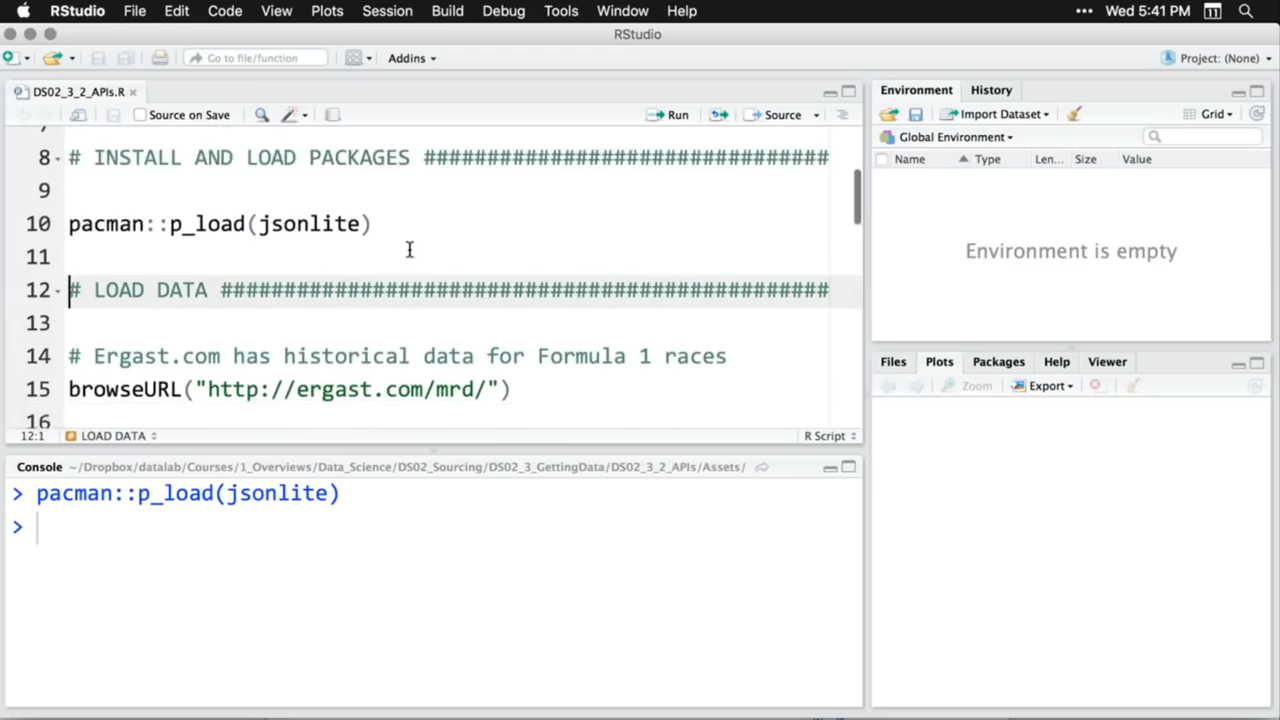 RStudio File Edit Code View Plots Session Build Debug Tools Window Help ••• Wed 5:41 PM 11
RStudio
Go to file/function Addins Project: (None)
DS02_3_2_APIs.R
Source on Save Run Source
8 # INSTALL AND LOAD PACKAGES ################################
9
10 pacman::p_load(jsonlite)
11
12 # LOAD DATA ################################################
13
14 # Ergast.com has historical data for Formula 1 races
15 browseURL("http://ergast.com/mrd/")
16
12:1 LOAD DATA R Script
Console ~/Dropbox/datalab/Courses/1_Overviews/Data_Science/DS02_Sourcing/DS02_3_GettingData/DS02_3_2_APIs/Assets/
> pacman::p_load(jsonlite)
>
Environment History
Import Dataset Grid
Global Environment
Name Type Len... Size Value
Environment is empty
Files Plots Packages Help Viewer
Zoom Export